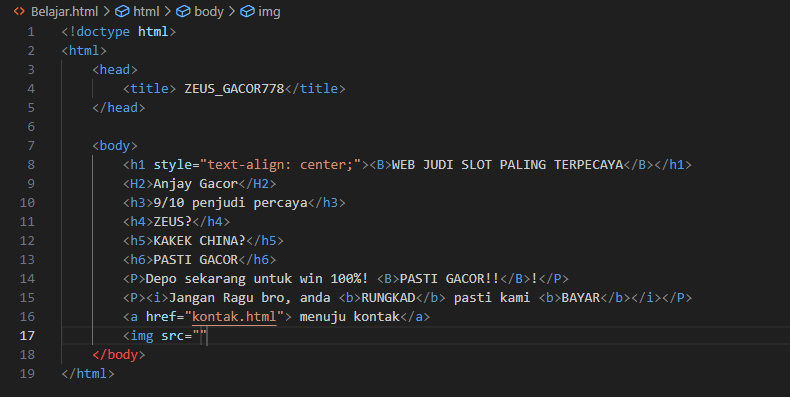 Belajar.html > html > body > img
1 <!doctype html>
2 <html>
3 <head>
4 <title> ZEUS_GACOR778</title>
5 </head>
6
7 <body>
8 <h1 style="text-align: center;"><B>WEB JUDI SLOT PALING TERPECAYA</B></h1>
9 <H2>Anjay Gacor</H2>
10 <h3>9/10 penjudi percaya</h3>
11 <h4>ZEUS?</h4>
12 <h5>KAKEK CHINA?</h5>
13 <h6>PASTI GACOR</h6>
14 <P>Depo sekarang untuk win 100%! <B>PASTI GACOR!!</B>!</P>
15 <P><i>Jangan Ragu bro, anda <b>RUNGKAD</b> pasti kami <b>BAYAR</b></i></P>
16 <a href="kontak.html"> menuju kontak</a>
17 <img src=""
18 </body>
19 </html>